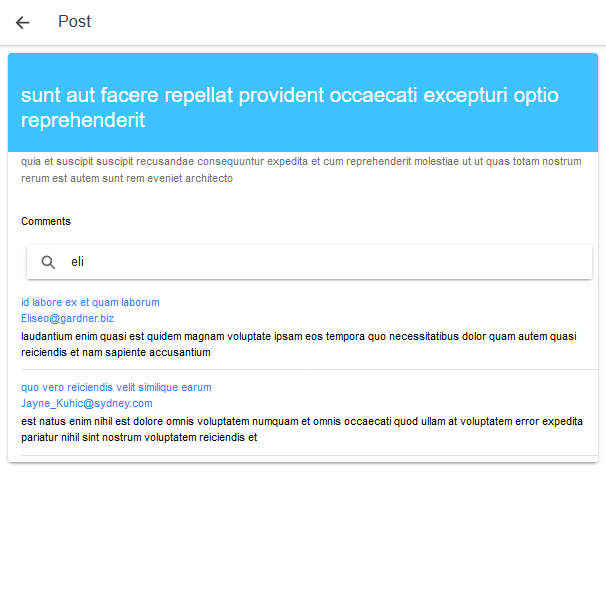 Post
sunt aut facere repellat provident occaecati excepturi optio
reprehenderit
quia et suscipit suscipit recusandae consequuntur expedita et cum reprehenderit molestiae ut ut quas totam nostrum
rerum est autem sunt rem eveniet architecto
Comments
eli
id labore ex et quam laborum
Eliseo@gardner.biz
laudantium enim quasi est quidem magnam voluptate ipsam eos tempora quo necessitatibus dolor quam autem quasi
reiciendis et nam sapiente accusantium
quo vero reiciendis velit similique earum
Jayne_Kuhic@sydney.com
est natus enim nihil est dolore omnis voluptatem numquam et omnis occaecati quod ullam at voluptatem error expedita
pariatur nihil sint nostrum voluptatem reiciendis et